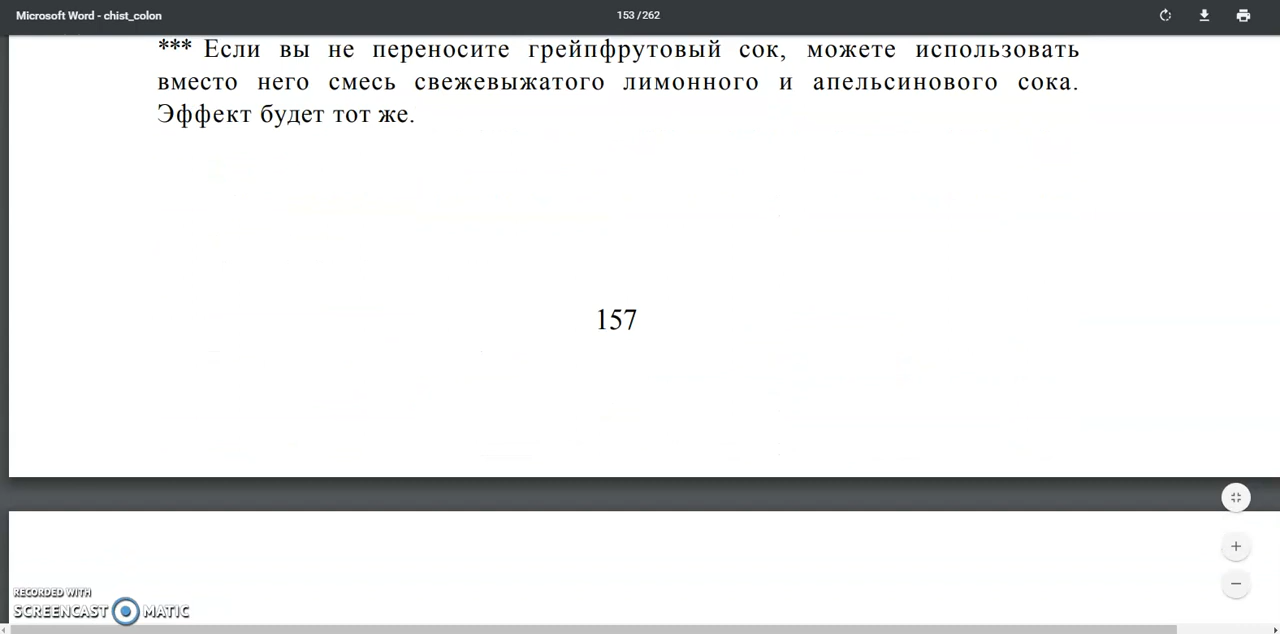 Microsoft Word - chist_colon
153 / 262
*** Если вы не переносите грейпфрутовый сок, можете использовать
вместо него смесь свежевыжатого лимонного и апельсинового сока.
Эффект будет тот же.
157
RECORDED WITH
SCREENCAST MATIC